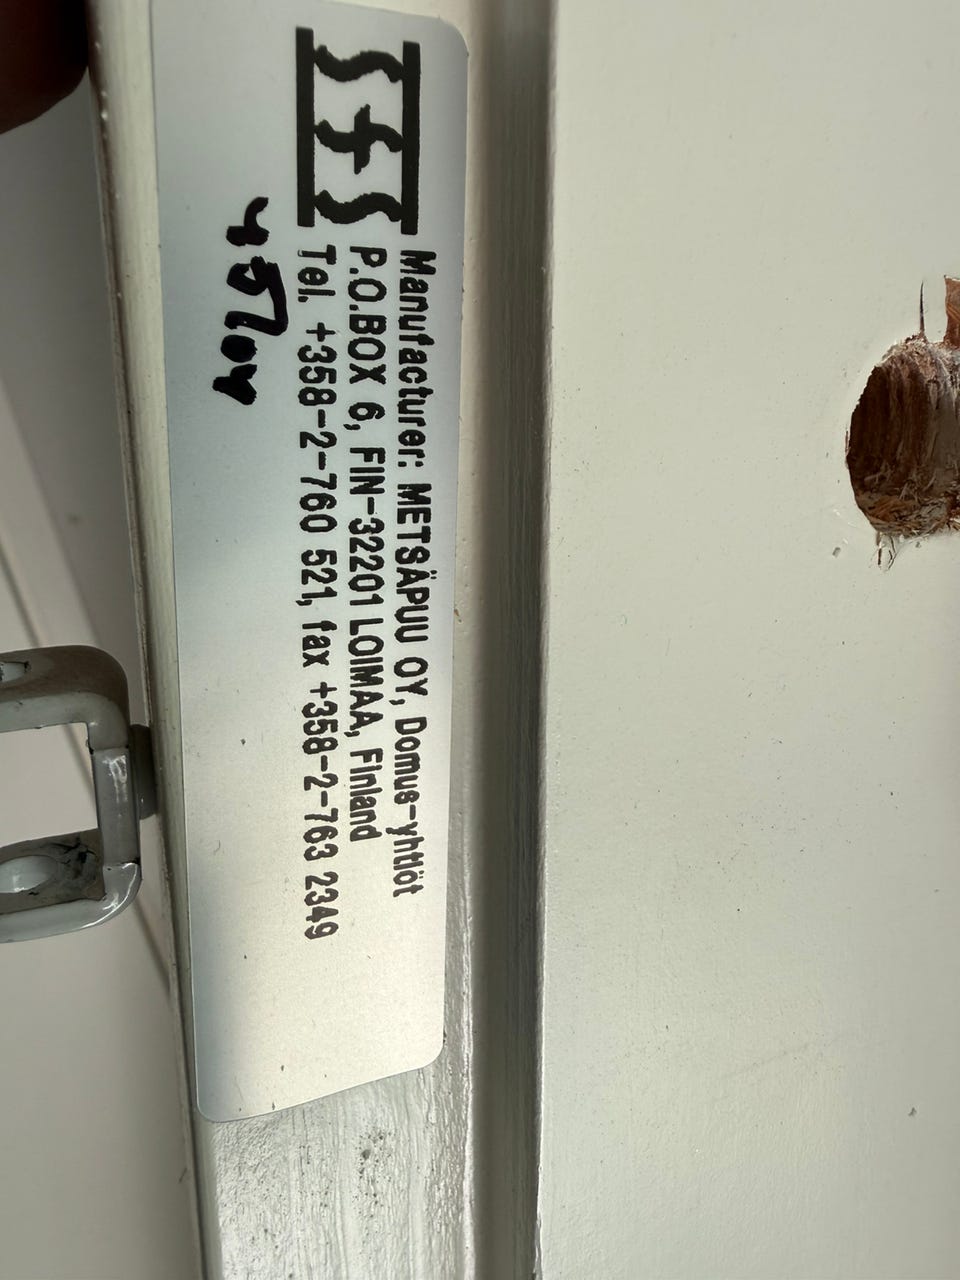 SFS
Manufacturer: METSÄPUU OY, Domus-yhtiöt
P.O.BOX 6, FIN-32201 LOIMAA, Finland
Tel. +358-2-760 521, fax +358-2-763 2349